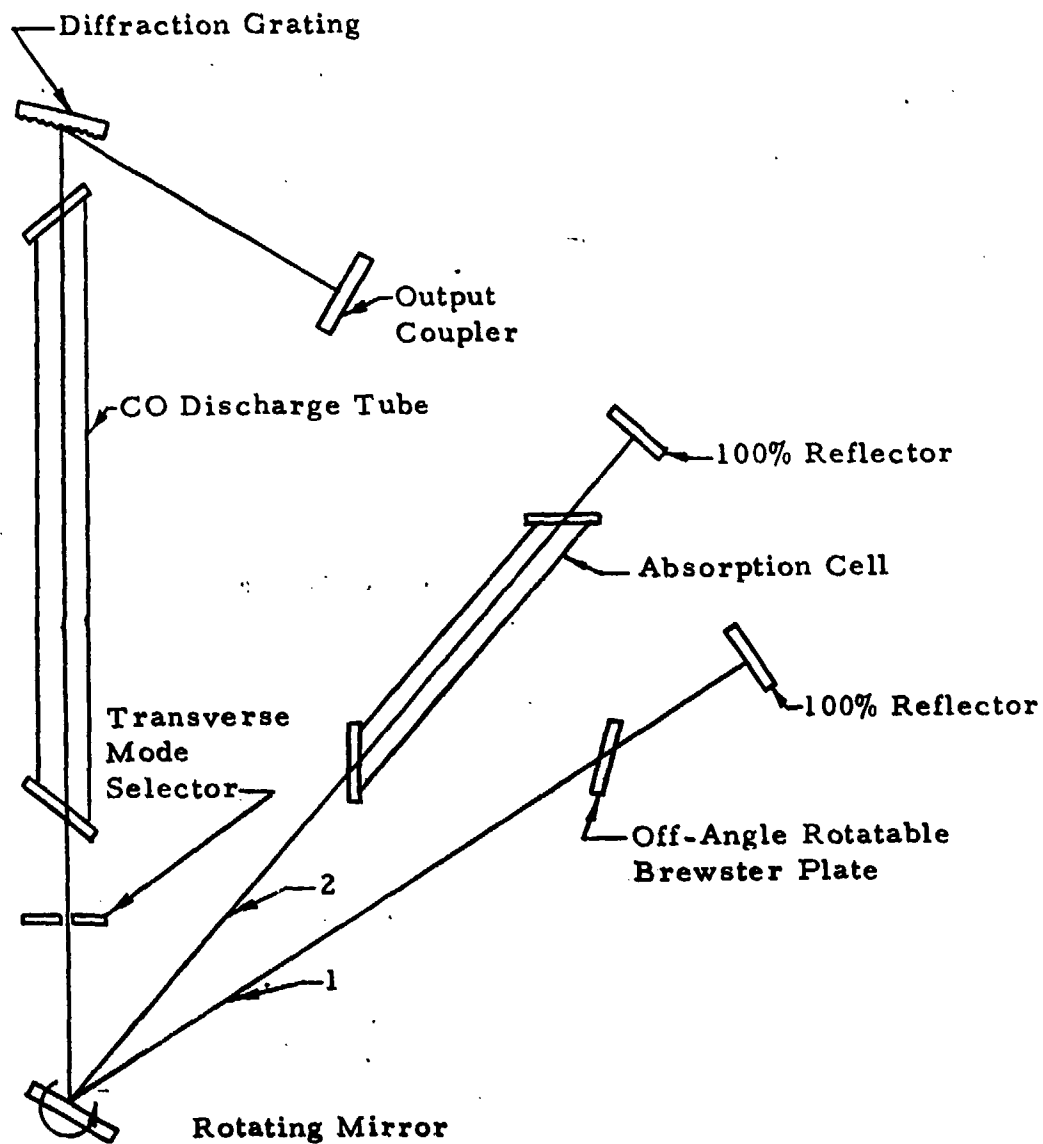 Diffraction Grating
Output
Coupler
CO Discharge Tube
100% Reflector
Absorption Cell
Transverse
Mode
Selector
100% Reflector
Off-Angle Rotatable
Brewster Plate
2
1
Rotating Mirror